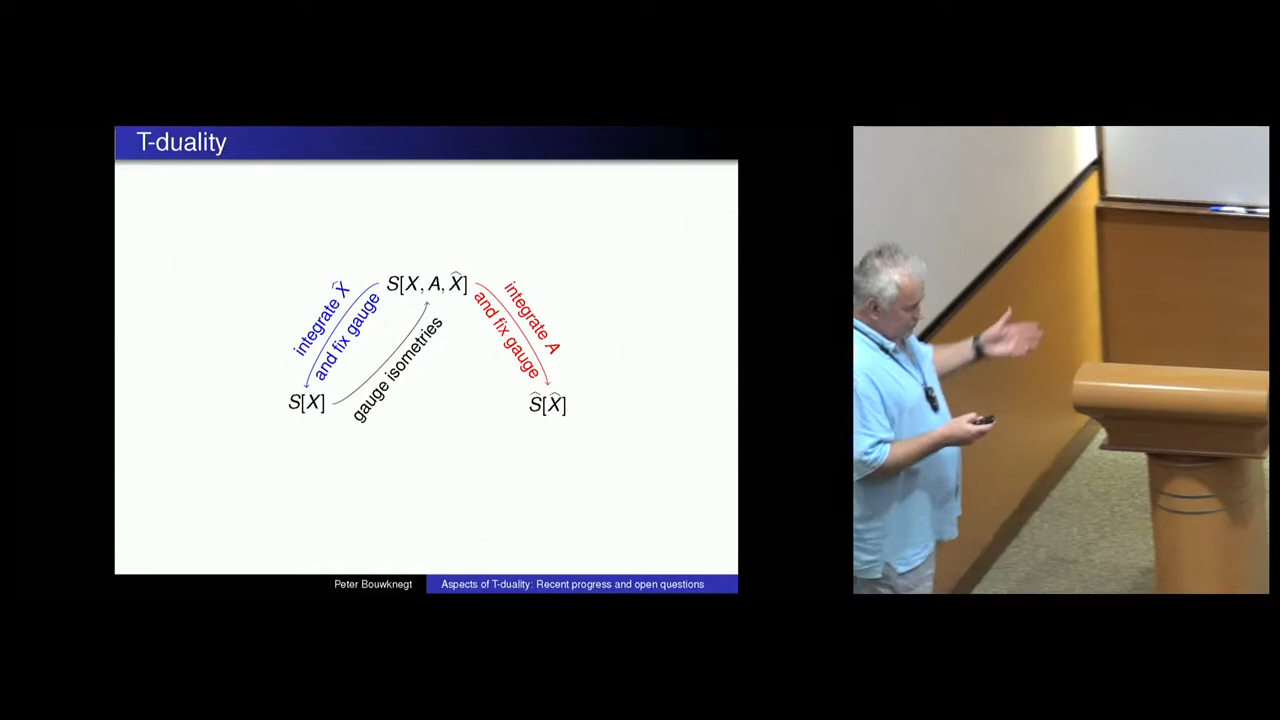 T-duality
S[X, A, X̂]
integrate X̂
and fix gauge
gauge isometries
integrate A
and fix gauge
S[X]
Ŝ[X̂]
Peter Bouwknegt
Aspects of T-duality: Recent progress and open questions